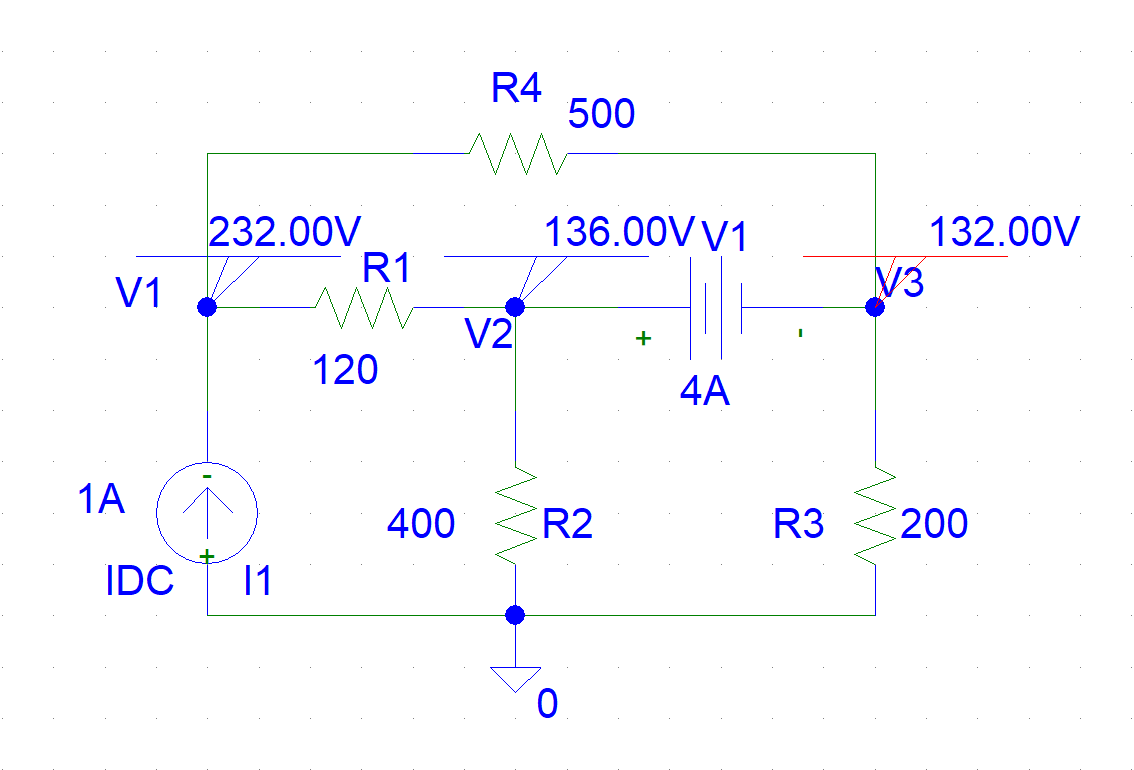 R4
500
232.00V
136.00V
V1
132.00V
R1
V1
V3
V2
+
-
120
4A
-
1A
400
R2
R3
200
+
IDC
I1
0